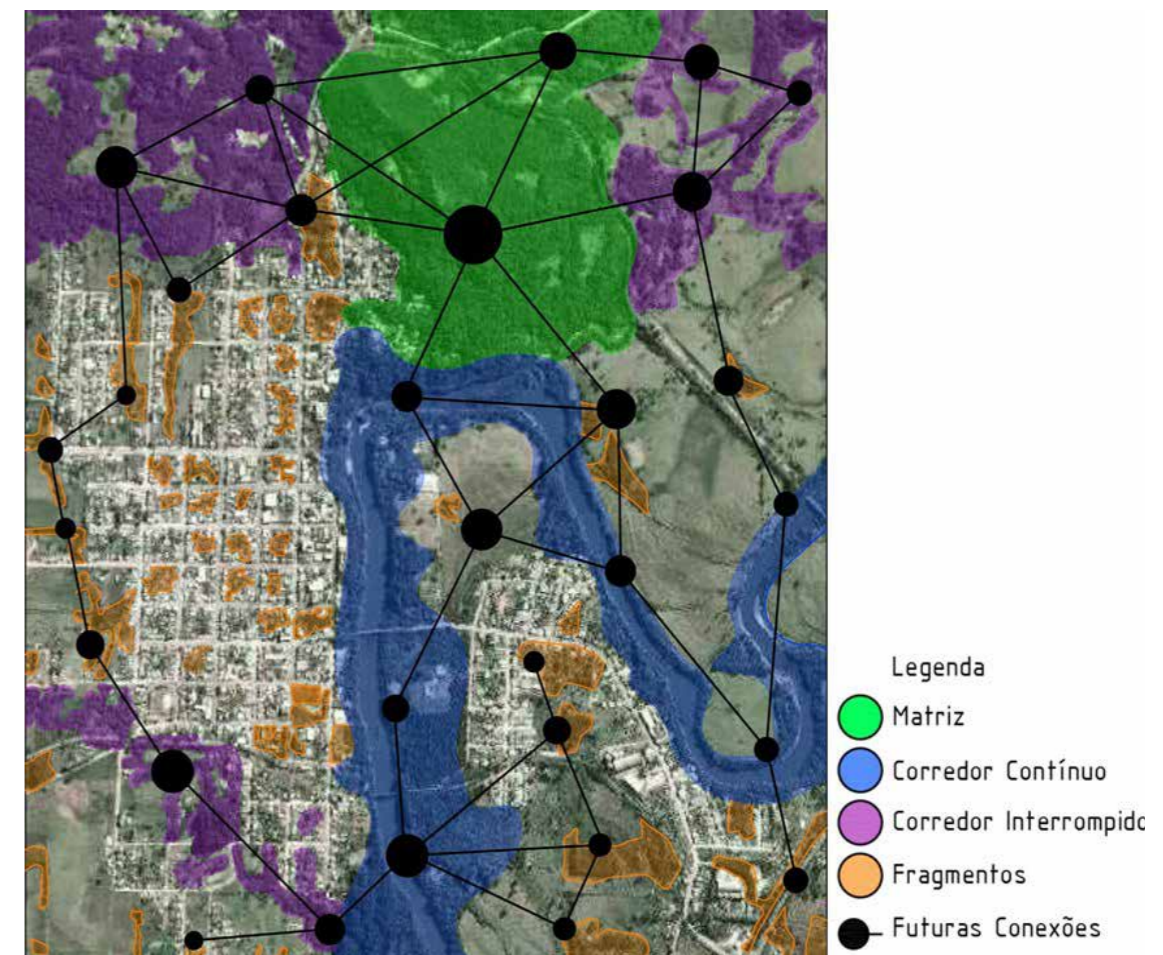 Legenda
Matriz
Corredor Contínuo
Corredor Interrompido
Fragmentos
Futuras Conexões